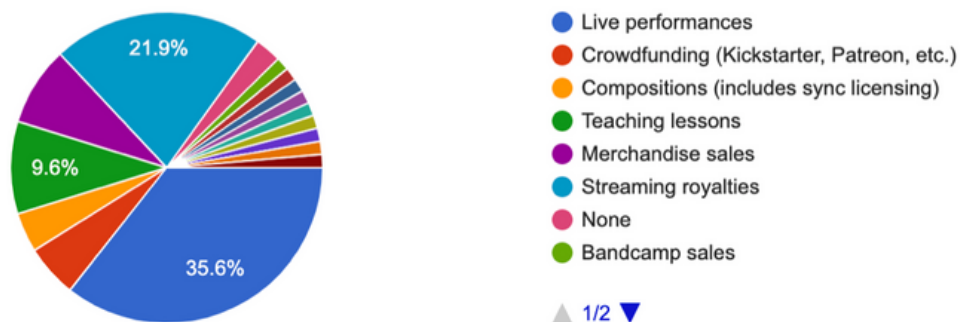 21.9%
9.6%
35.6%
Live performances
Crowdfunding (Kickstarter, Patreon, etc.)
Compositions (includes sync licensing)
Teaching lessons
Merchandise sales
Streaming royalties
None
Bandcamp sales
1/2